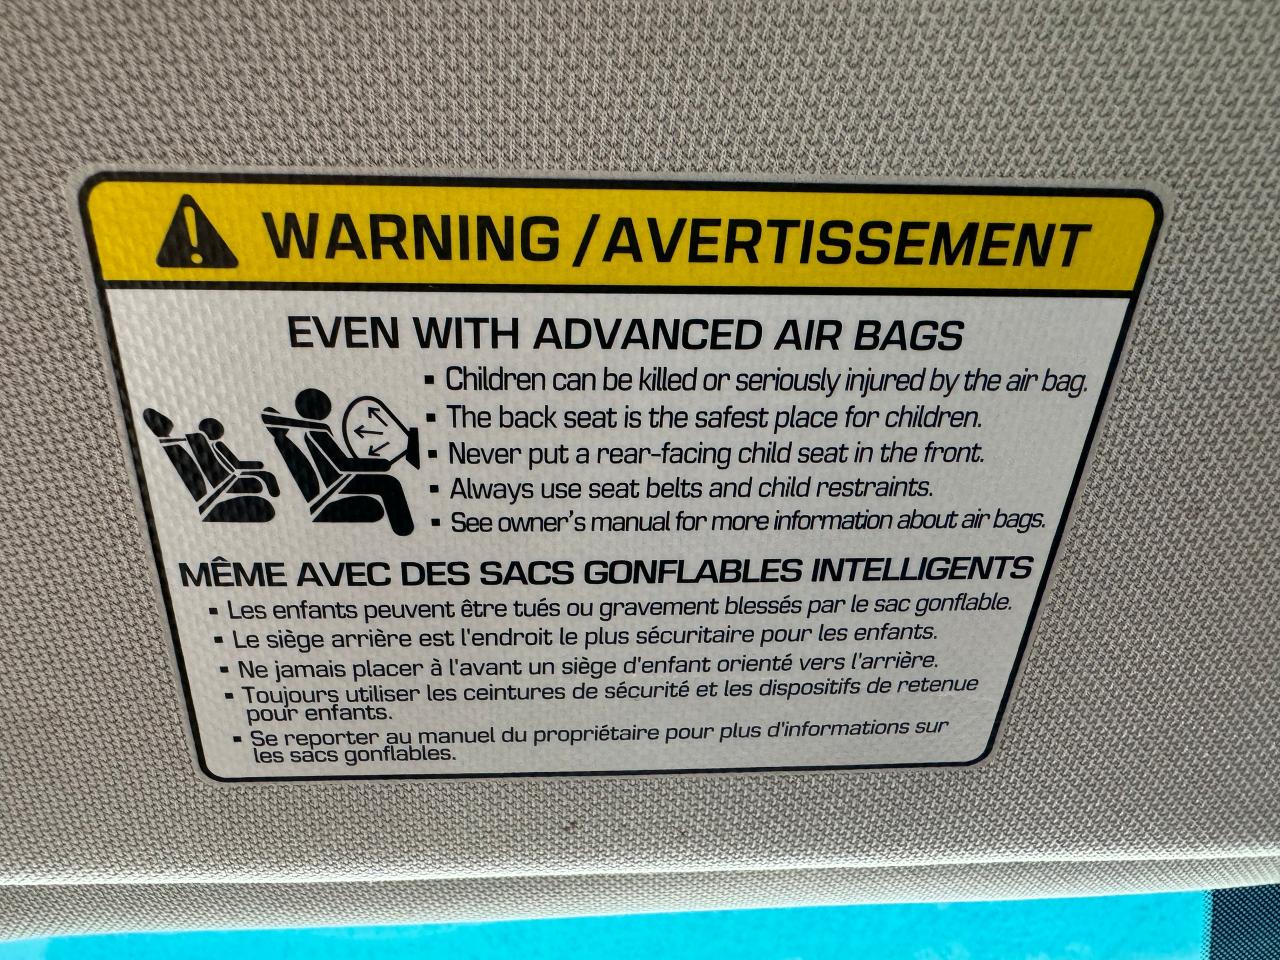 WARNING / AVERTISSEMENT
EVEN WITH ADVANCED AIR BAGS
▪ Children can be killed or seriously injured by the air bag.
▪ The back seat is the safest place for children.
▪ Never put a rear-facing child seat in the front.
▪ Always use seat belts and child restraints.
▪ See owner's manual for more information about air bags.
MÊME AVEC DES SACS GONFLABLES INTELLIGENTS
▪ Les enfants peuvent être tués ou gravement blessés par le sac gonflable.
▪ Le siège arrière est l'endroit le plus sécuritaire pour les enfants.
▪ Ne jamais placer à l'avant un siège d'enfant orienté vers l'arrière.
▪ Toujours utiliser les ceintures de sécurité et les dispositifs de retenue
pour enfants.
▪ Se reporter au manuel du propriétaire pour plus d'informations sur
les sacs gonflables.